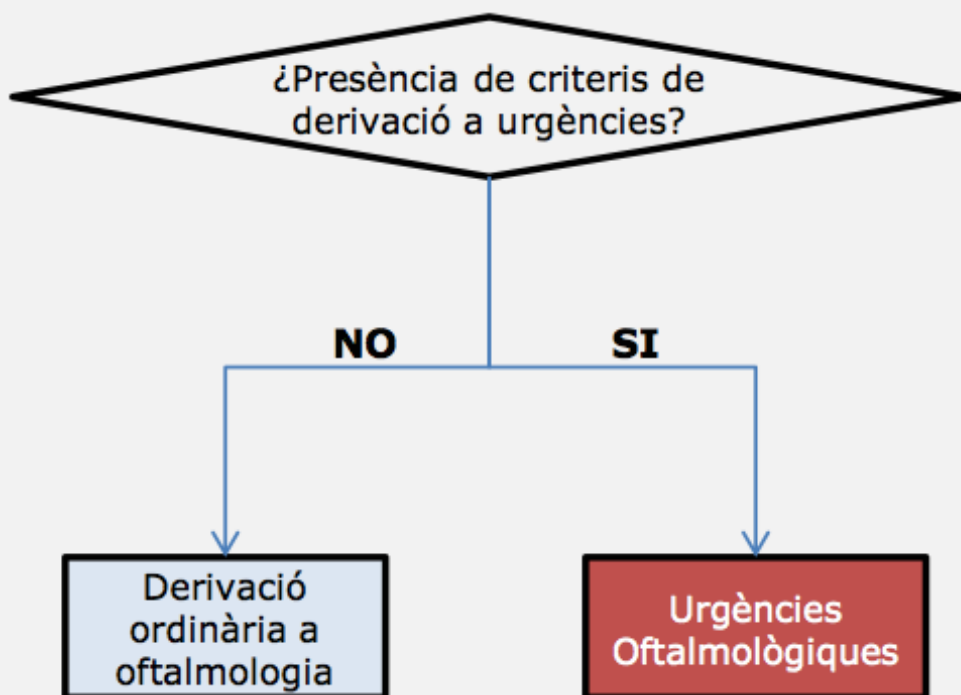 ¿Presència de criteris de
derivació a urgències?
NO
SI
Derivació
ordinària a
oftalmologia
Urgències
Oftalmològiques